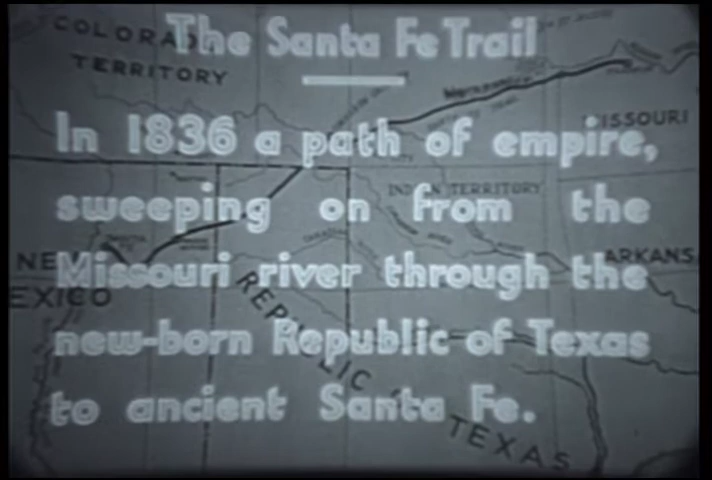 The Santa Fe Trail
In 1836 a path of empire,
sweeping on from the
Missouri river through the
new-born Republic of Texas
to ancient Santa Fe.
COLORADO
TERRITORY
MISSOURI
INDIAN TERRITORY
NEW
MEXICO
ARKANS
REPUBLIC
TEXAS